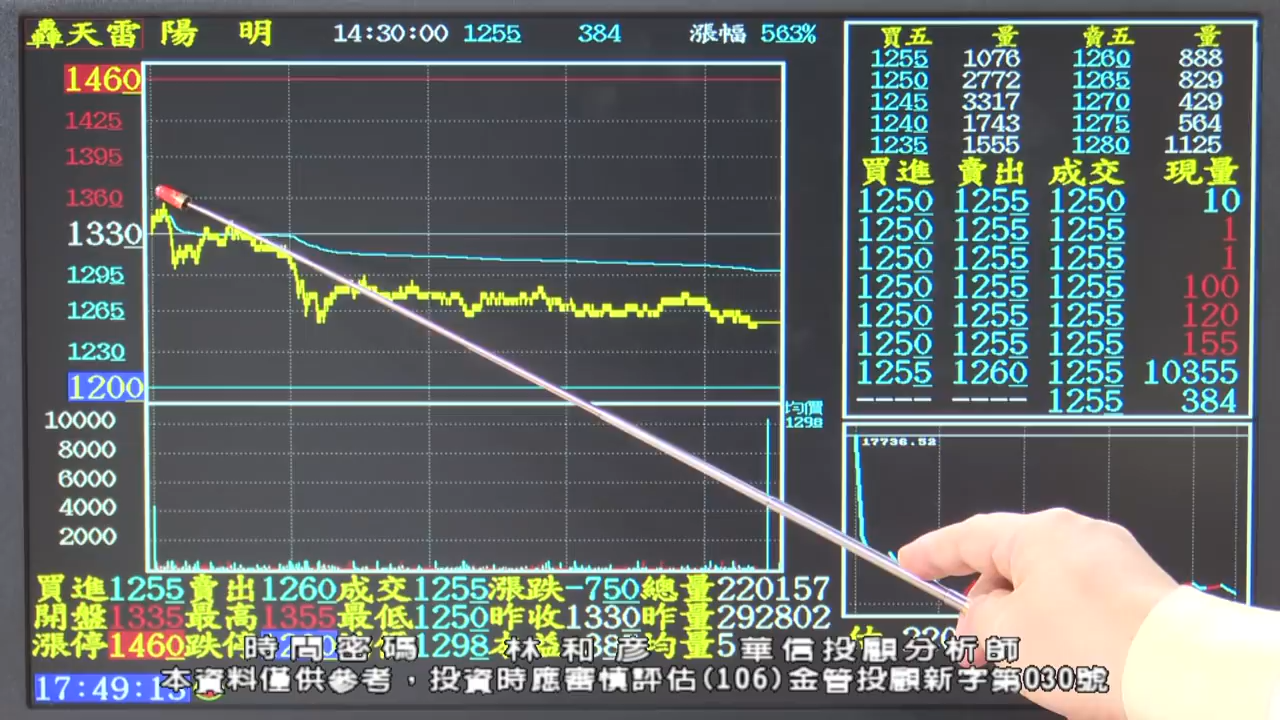 轟天雷 陽 明 14:30:00 1255 384 漲幅 563%
1460
1425
1395
1360
1330
1295
1265
1230
1200
10000
8000
6000
4000
2000
均價
1298
買五 量 賣五 量
1255 1076 1260 888
1250 2772 1265 829
1245 3317 1270 429
1240 1743 1275 564
1235 1555 1280 1125
買進 賣出 成交 現量
1250 1255 1250 10
1250 1255 1255 1
1250 1255 1255 1
1250 1255 1255 100
1250 1255 1255 120
1250 1255 1255 155
1255 1260 1255 10355
---- ---- 1255 384
17736.52
買進1255賣出1260成交1255漲跌-750總量220157
開盤1335最高1355最低1250昨收1330昨量292802
漲停1460跌停 1298 均量5
時間密碼 林和彥 華信投顧分析師
本資料僅供參考，投資時應審慎評估(106)金管投顧新字第030號
17:49:1